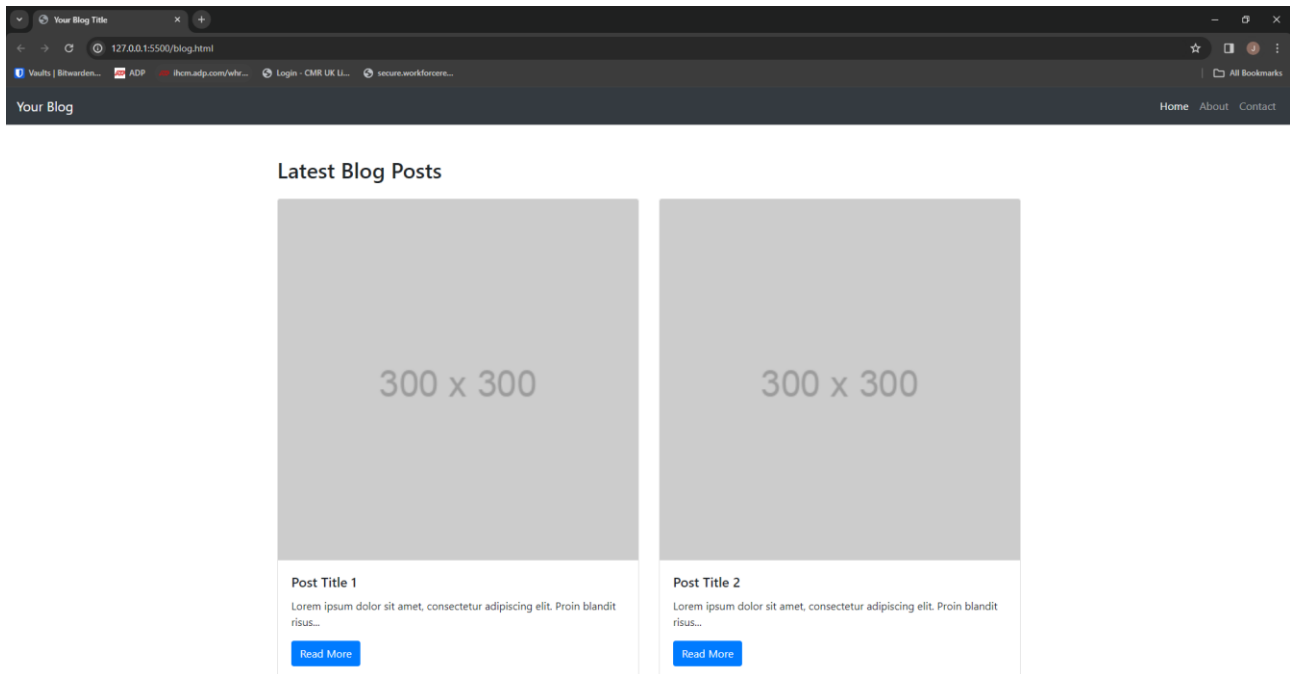 Your Blog Title
127.0.0.1:5500/blog.html
Vaults | Bitwarden... ADP ihcm.adp.com/whr... Login - CMR UK Li... secure.workforcere... All Bookmarks
Your Blog Home About Contact
Latest Blog Posts
300 x 300 300 x 300
Post Title 1 Post Title 2
Lorem ipsum dolor sit amet, consectetur adipiscing elit. Proin blandit
risus...
Lorem ipsum dolor sit amet, consectetur adipiscing elit. Proin blandit
risus...
Read More Read More